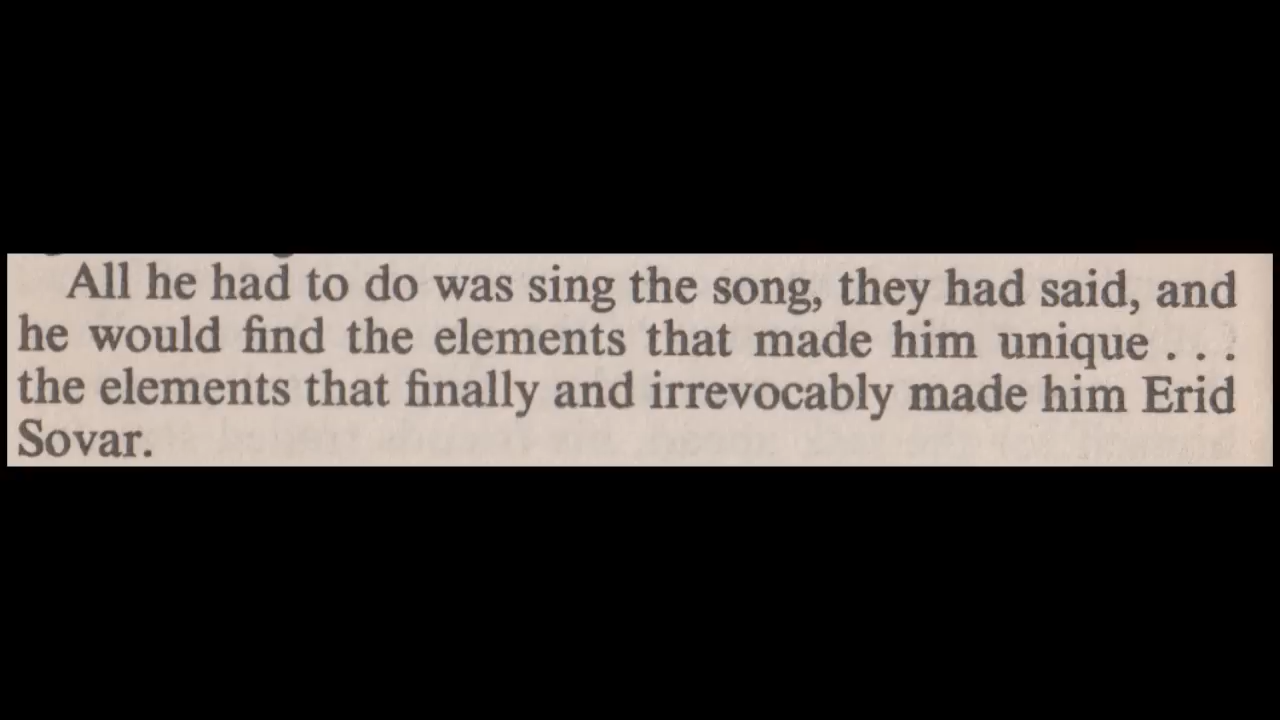 All he had to do was sing the song, they had said, and
he would find the elements that made him unique . . .
the elements that finally and irrevocably made him Erid
Sovar.